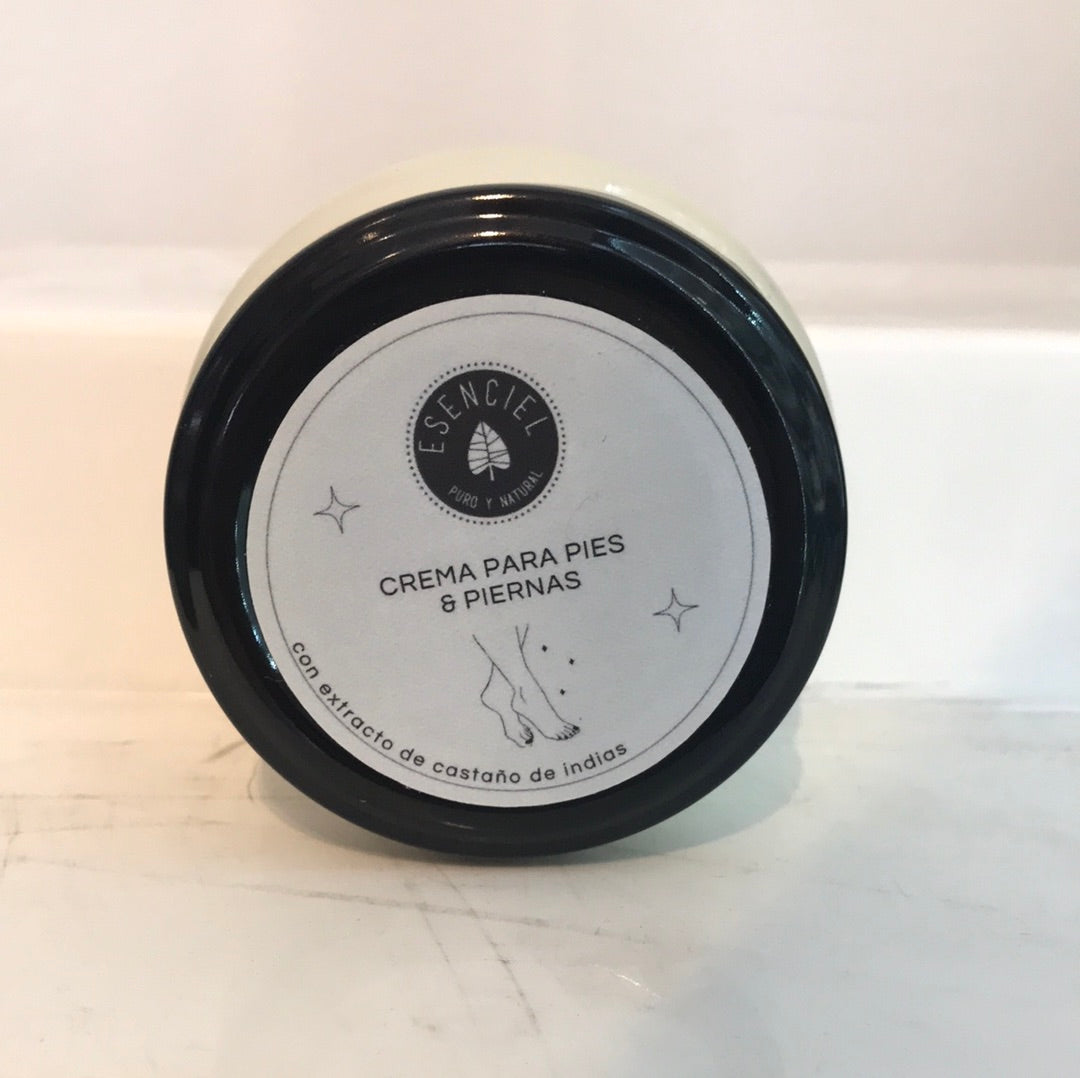 ESENCIEL
PURO Y NATURAL
CREMA PARA PIES
& PIERNAS
con extracto de castaño de indias